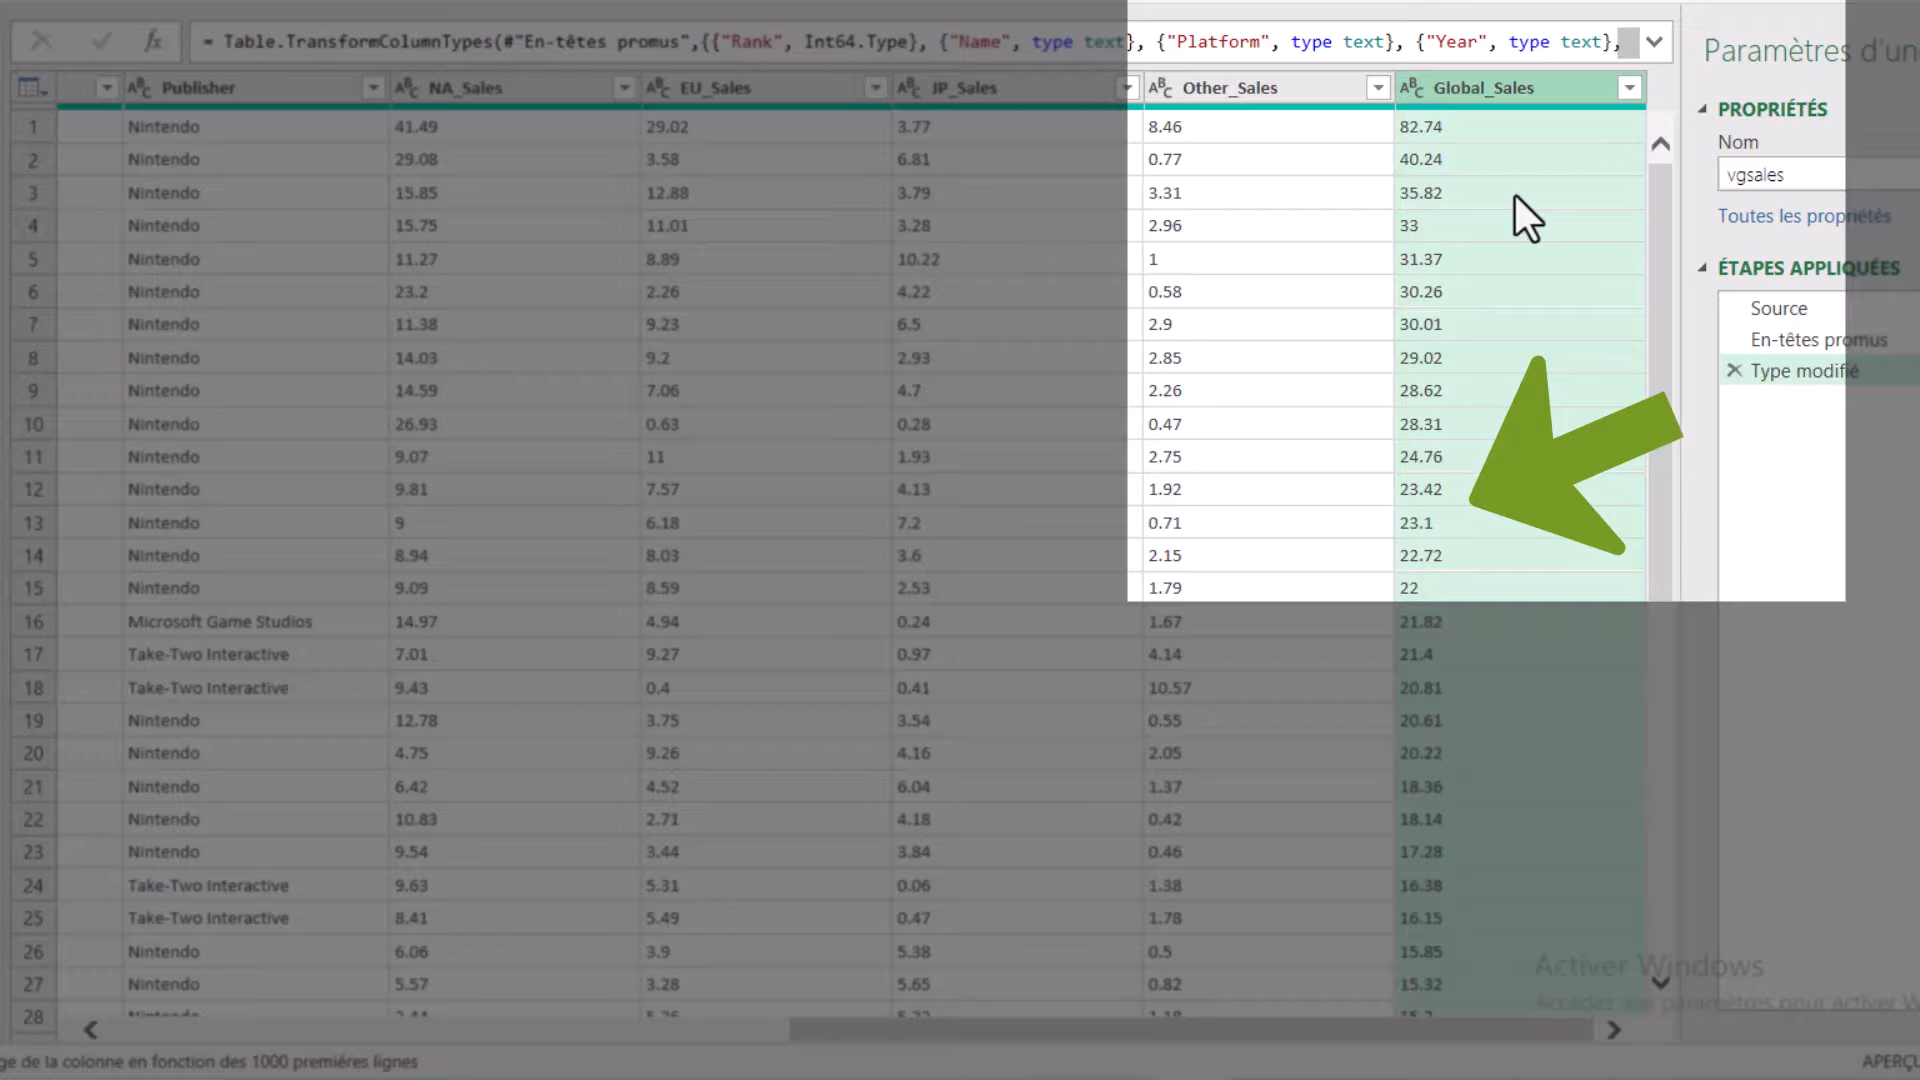 fx = Table.TransformColumnTypes(#"En-têtes promus",{{"Rank", Int64.Type}, {"Name", type text}, {"Platform", type text}, {"Year", type text},
Paramètres d'un
Publisher NA_Sales EU_Sales JP_Sales Other_Sales Global_Sales
PROPRIÉTÉS
Nom
vgsales
Toutes les propriétés
ÉTAPES APPLIQUÉES
Source
En-têtes promus
Type modifié
1 Nintendo 41.49 29.02 3.77 8.46 82.74
2 Nintendo 29.08 3.58 6.81 0.77 40.24
3 Nintendo 15.85 12.88 3.79 3.31 35.82
4 Nintendo 15.75 11.01 3.28 2.96 33
5 Nintendo 11.27 8.89 10.22 1 31.37
6 Nintendo 23.2 2.26 4.22 0.58 30.26
7 Nintendo 11.38 9.23 6.5 2.9 30.01
8 Nintendo 14.03 9.2 2.93 2.85 29.02
9 Nintendo 14.59 7.06 4.7 2.26 28.62
10 Nintendo 26.93 0.63 0.28 0.47 28.31
11 Nintendo 9.07 11 1.93 2.75 24.76
12 Nintendo 9.81 7.57 4.13 1.92 23.42
13 Nintendo 9 6.18 7.2 0.71 23.1
14 Nintendo 8.94 8.03 3.6 2.15 22.72
15 Nintendo 9.09 8.59 2.53 1.79 22
16 Microsoft Game Studios 14.97 4.94 0.24 1.67 21.82
17 Take-Two Interactive 7.01 9.27 0.97 4.14 21.4
18 Take-Two Interactive 9.43 0.4 0.41 10.57 20.81
19 Nintendo 12.78 3.75 3.54 0.55 20.61
20 Nintendo 4.75 9.26 4.16 2.05 20.22
21 Nintendo 6.42 4.52 6.04 1.37 18.36
22 Nintendo 10.83 2.71 4.18 0.42 18.14
23 Nintendo 9.54 3.44 3.84 0.46 17.28
24 Take-Two Interactive 9.63 5.31 0.06 1.38 16.38
25 Take-Two Interactive 8.41 5.49 0.47 1.78 16.15
26 Nintendo 6.06 3.9 5.38 0.5 15.85
27 Nintendo 5.57 3.28 5.65 0.82 15.32
28
Activer Windows
Accédez aux paramètres pour activer W
ge de la colonne en fonction des 1000 premières lignes
APERÇU